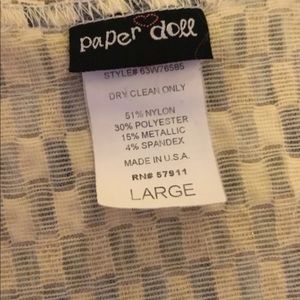 paper doll
STYLE# 63W76585
DRY CLEAN ONLY
51% NYLON
30% POLYESTER
15% METALLIC
4% SPANDEX
MADE IN U.S.A.
RN# 57911
LARGE